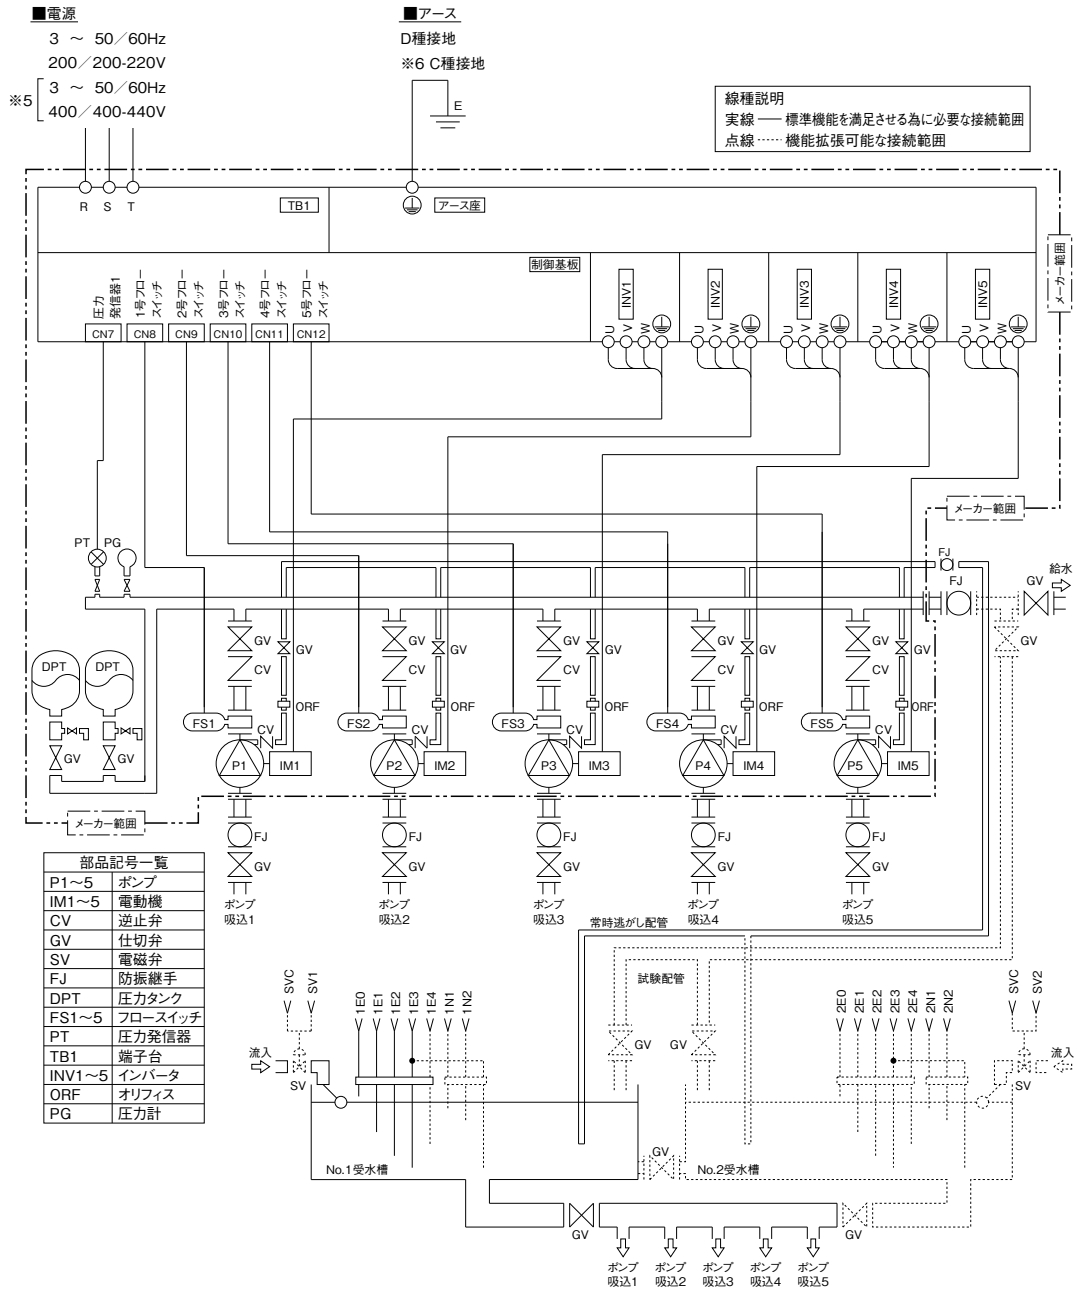 ■電源
3 ～ 50／60Hz
200／200-220V
※5
3 ～ 50／60Hz
400／400-440V
■アース
D種接地
※6 C種接地
E
線種説明
実線 標準機能を満足させる為に必要な接続範囲
点線 機能拡張可能な接続範囲
R S T
TB1
アース座
メーカー範囲
制御基板
圧力
発信器1
1号フロー
スイッチ
2号フロー
スイッチ
3号フロー
スイッチ
4号フロー
スイッチ
5号フロー
スイッチ
CN7 CN8 CN9 CN10 CN11 CN12
INV1 INV2 INV3 INV4 INV5
U V W
U V W
U V W
U V W
U V W
メーカー範囲
PT PG
FJ
FJ
GV
給水
GV
GV GV GV GV GV
GV GV GV GV GV
CV CV CV CV CV
DPT DPT
ORF ORF ORF ORF ORF
FS1 FS2 FS3 FS4 FS5
CV CV CV CV CV
GV GV
P1 IM1 P2 IM2 P3 IM3 P4 IM4 P5 IM5
メーカー範囲
FJ FJ FJ FJ FJ
GV GV GV GV GV
ポンプ
吸込1
ポンプ
吸込2
ポンプ
吸込3
ポンプ
吸込4
ポンプ
吸込5
部品記号一覧
P1～5 ポンプ
IM1～5 電動機
CV 逆止弁
GV 仕切弁
SV 電磁弁
FJ 防振継手
DPT 圧力タンク
FS1～5 フロースイッチ
PT 圧力発信器
TB1 端子台
INV1～5 インバータ
ORF オリフィス
PG 圧力計
常時逃がし配管
試験配管
SVC SV1
1E0 1E1 1E2 1E3 1E4 1N1 1N2
2E0 2E1 2E2 2E3 2E4 2N1 2N2
SVC SV2
流入
SV
GV GV
流入
SV
No.1受水槽
GV
No.2受水槽
GV
GV
ポンプ
吸込1
ポンプ
吸込2
ポンプ
吸込3
ポンプ
吸込4
ポンプ
吸込5